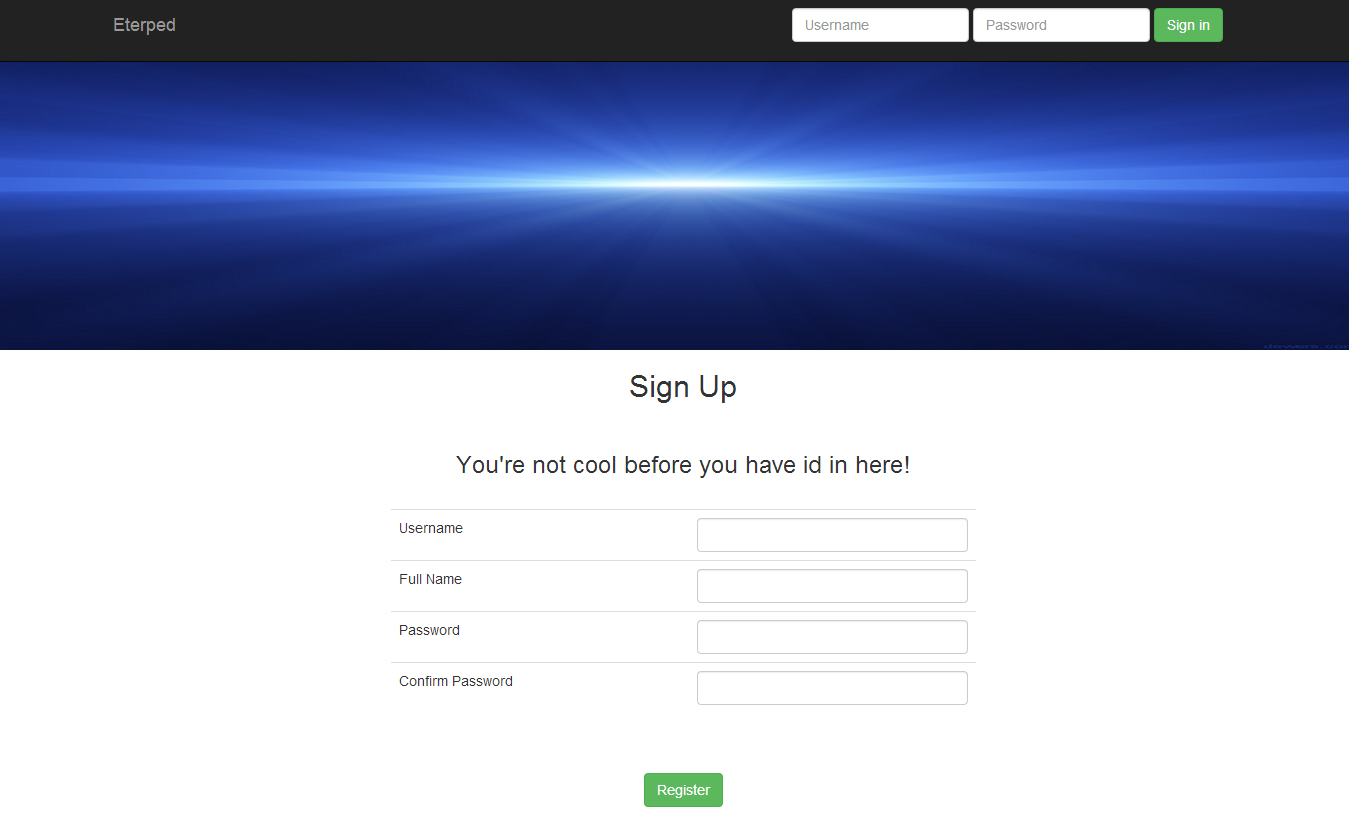 Eterped
Username
Password
Sign in
Sign Up
You're not cool before you have id in here!
Username
Full Name
Password
Confirm Password
Register